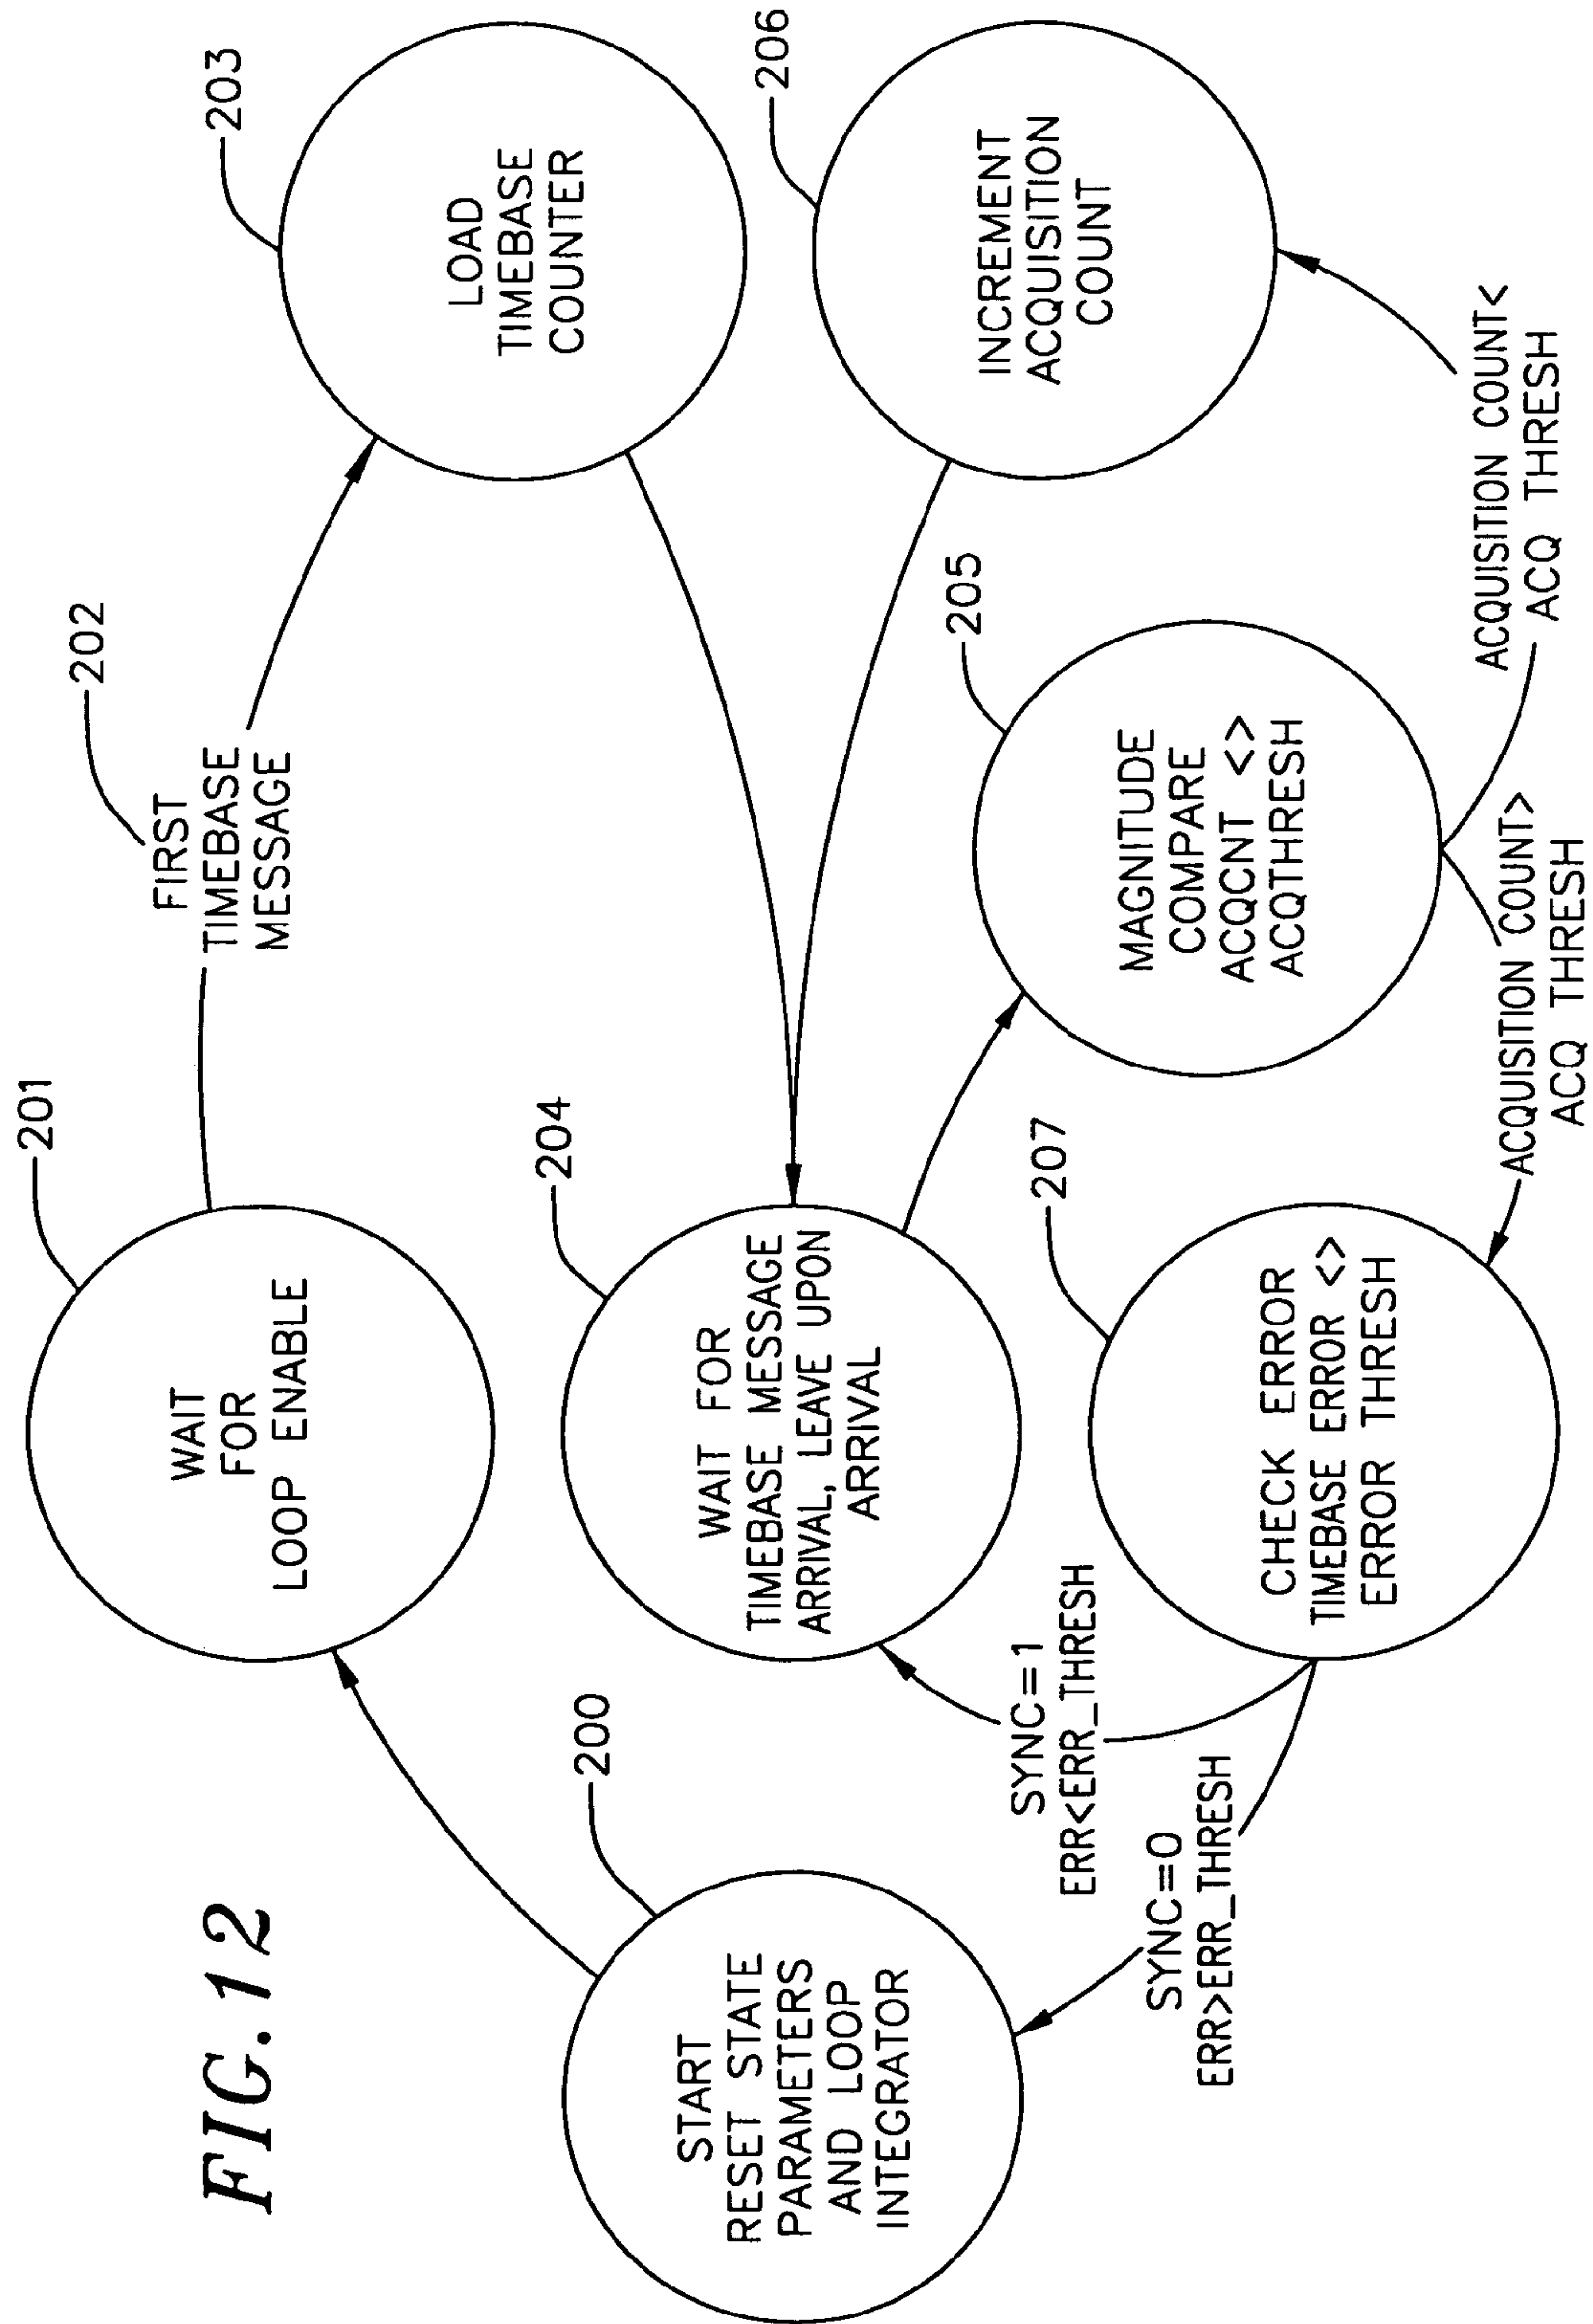 FIG.12
201
WAIT
FOR
LOOP ENABLE
202
FIRST
TIMEBASE
MESSAGE
203
LOAD
TIMEBASE
COUNTER
200
START
RESET STATE
PARAMETERS
AND LOOP
INTEGRATOR
204
WAIT FOR
TIMEBASE MESSAGE
ARRIVAL, LEAVE UPON
ARRIVAL
206
INCREMENT
ACQUISITION
COUNT
205
MAGNITUDE
COMPARE
ACQCNT <>
ACQTHRESH
207
CHECK ERROR
TIMEBASE ERROR <>
ERROR THRESH
SYNC=1
ERR<ERR_THRESH
SYNC=0
ERR>ERR_THRESH
ACQUISITION COUNT>
ACQ THRESH
ACQUISITION COUNT<
ACQ THRESH